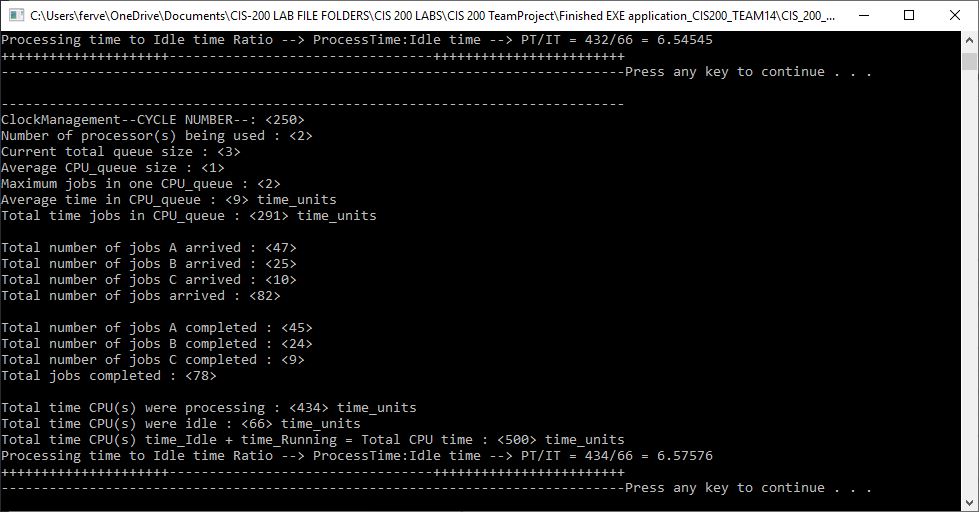 C:\Users\ferve\OneDrive\Documents\CIS-200 LAB FILE FOLDERS\CIS 200 LABS\CIS 200 TeamProject\Finished EXE application_CIS200_TEAM14\CIS_200_...
Processing time to Idle time Ratio --> ProcessTime:Idle time --> PT/IT = 432/66 = 6.54545
+++++++++++++++++++++---------------------------------++++++++++++++++++++++++
------------------------------------------------------------------------------Press any key to continue . . .
------------------------------------------------------------------------------
ClockManagement--CYCLE NUMBER--: <250>
Number of processor(s) being used : <2>
Current total queue size : <3>
Average CPU_queue size : <1>
Maximum jobs in one CPU_queue : <2>
Average time in CPU_queue : <9> time_units
Total time jobs in CPU_queue : <291> time_units
Total number of jobs A arrived : <47>
Total number of jobs B arrived : <25>
Total number of jobs C arrived : <10>
Total number of jobs arrived : <82>
Total number of jobs A completed : <45>
Total number of jobs B completed : <24>
Total number of jobs C completed : <9>
Total jobs completed : <78>
Total time CPU(s) were processing : <434> time_units
Total time CPU(s) were idle : <66> time_units
Total time CPU(s) time_Idle + time_Running = Total CPU time : <500> time_units
Processing time to Idle time Ratio --> ProcessTime:Idle time --> PT/IT = 434/66 = 6.57576
+++++++++++++++++++++---------------------------------++++++++++++++++++++++++
------------------------------------------------------------------------------Press any key to continue . . .